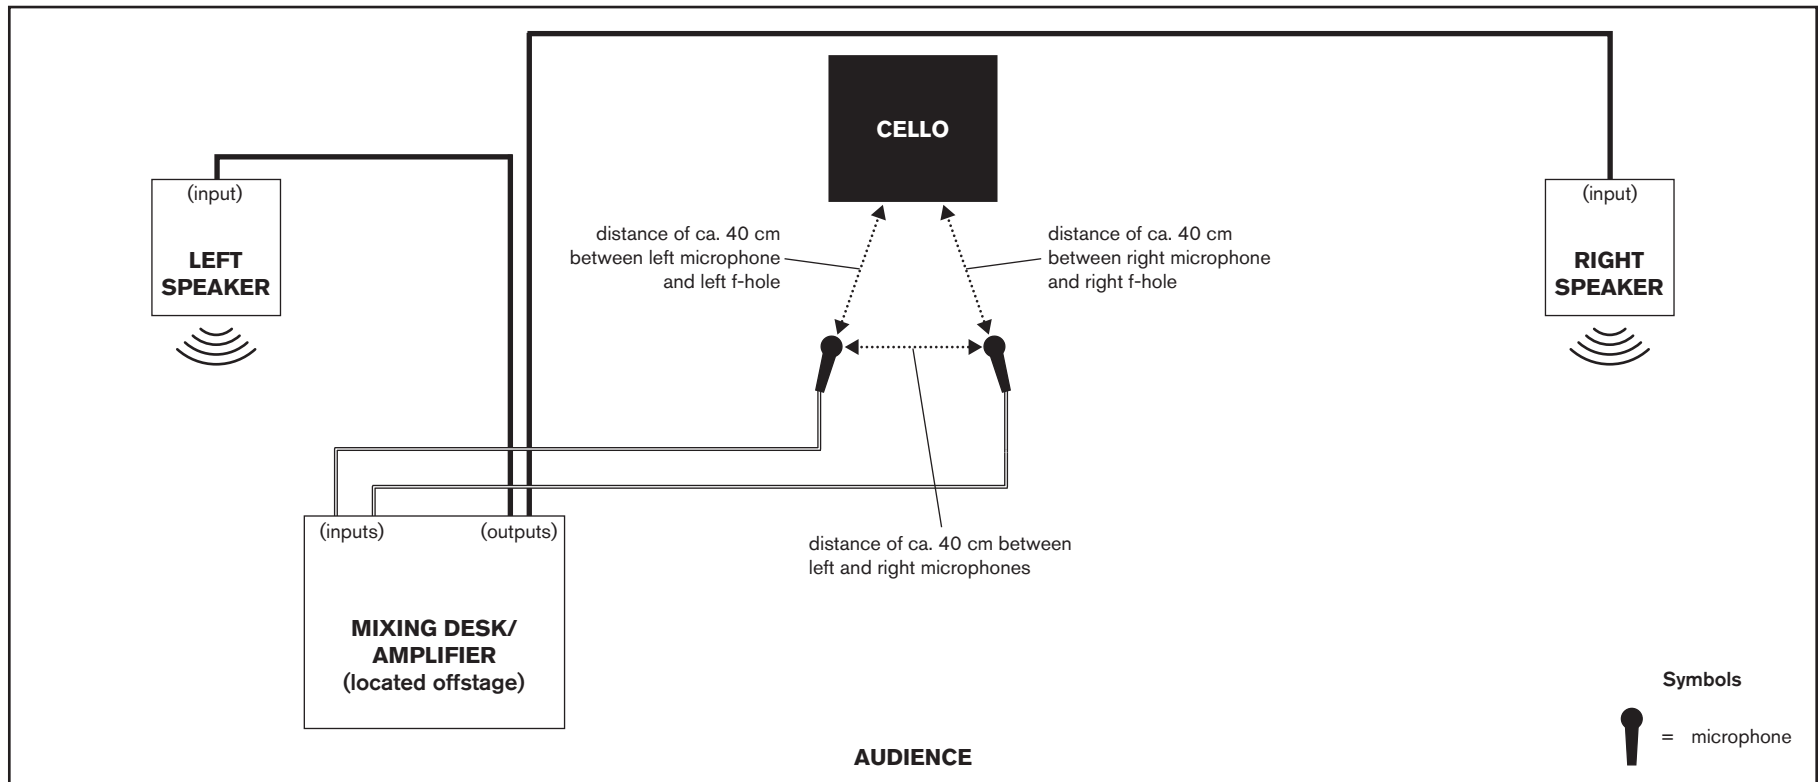 CELLO
(input)
LEFT
SPEAKER
distance of ca. 40 cm
between left microphone
and left f-hole
distance of ca. 40 cm
between right microphone
and right f-hole
(input)
RIGHT
SPEAKER
(inputs)
(outputs)
MIXING DESK/
AMPLIFIER
(located offstage)
distance of ca. 40 cm between
left and right microphones
Symbols
= microphone
AUDIENCE